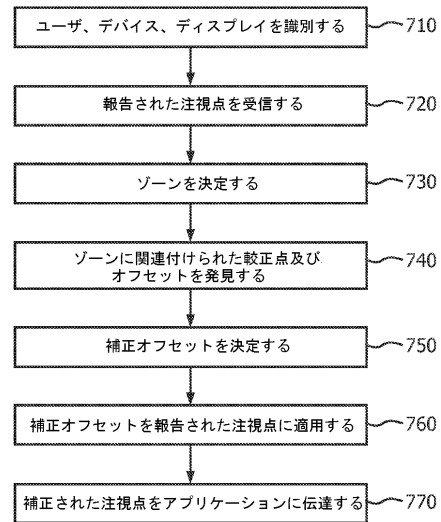 ユーザ、デバイス、ディスプレイを識別する 710
報告された注視点を受信する 720
ゾーンを決定する 730
ゾーンに関連付けられた較正点及び
オフセットを発見する 740
補正オフセットを決定する 750
補正オフセットを報告された注視点に適用する 760
補正された注視点をアプリケーションに伝達する 770